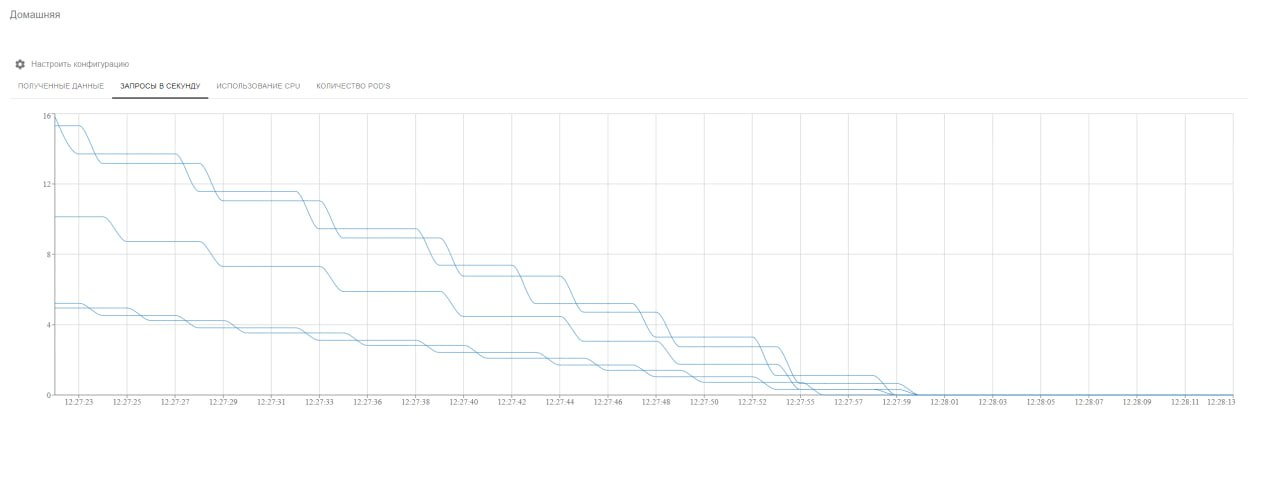 Домашняя
Настроить конфигурацию
ПОЛУЧЕННЫЕ ДАННЫЕ ЗАПРОСЫ В СЕКУНДУ ИСПОЛЬЗОВАНИЕ CPU КОЛИЧЕСТВО POD'S
16
12
8
4
0
12:27:23 12:27:25 12:27:27 12:27:29 12:27:31 12:27:33 12:27:36 12:27:38 12:27:40 12:27:42 12:27:44 12:27:46 12:27:48 12:27:50 12:27:52 12:27:55 12:27:57 12:27:59 12:28:01 12:28:03 12:28:05 12:28:07 12:28:09 12:28:11 12:28:13